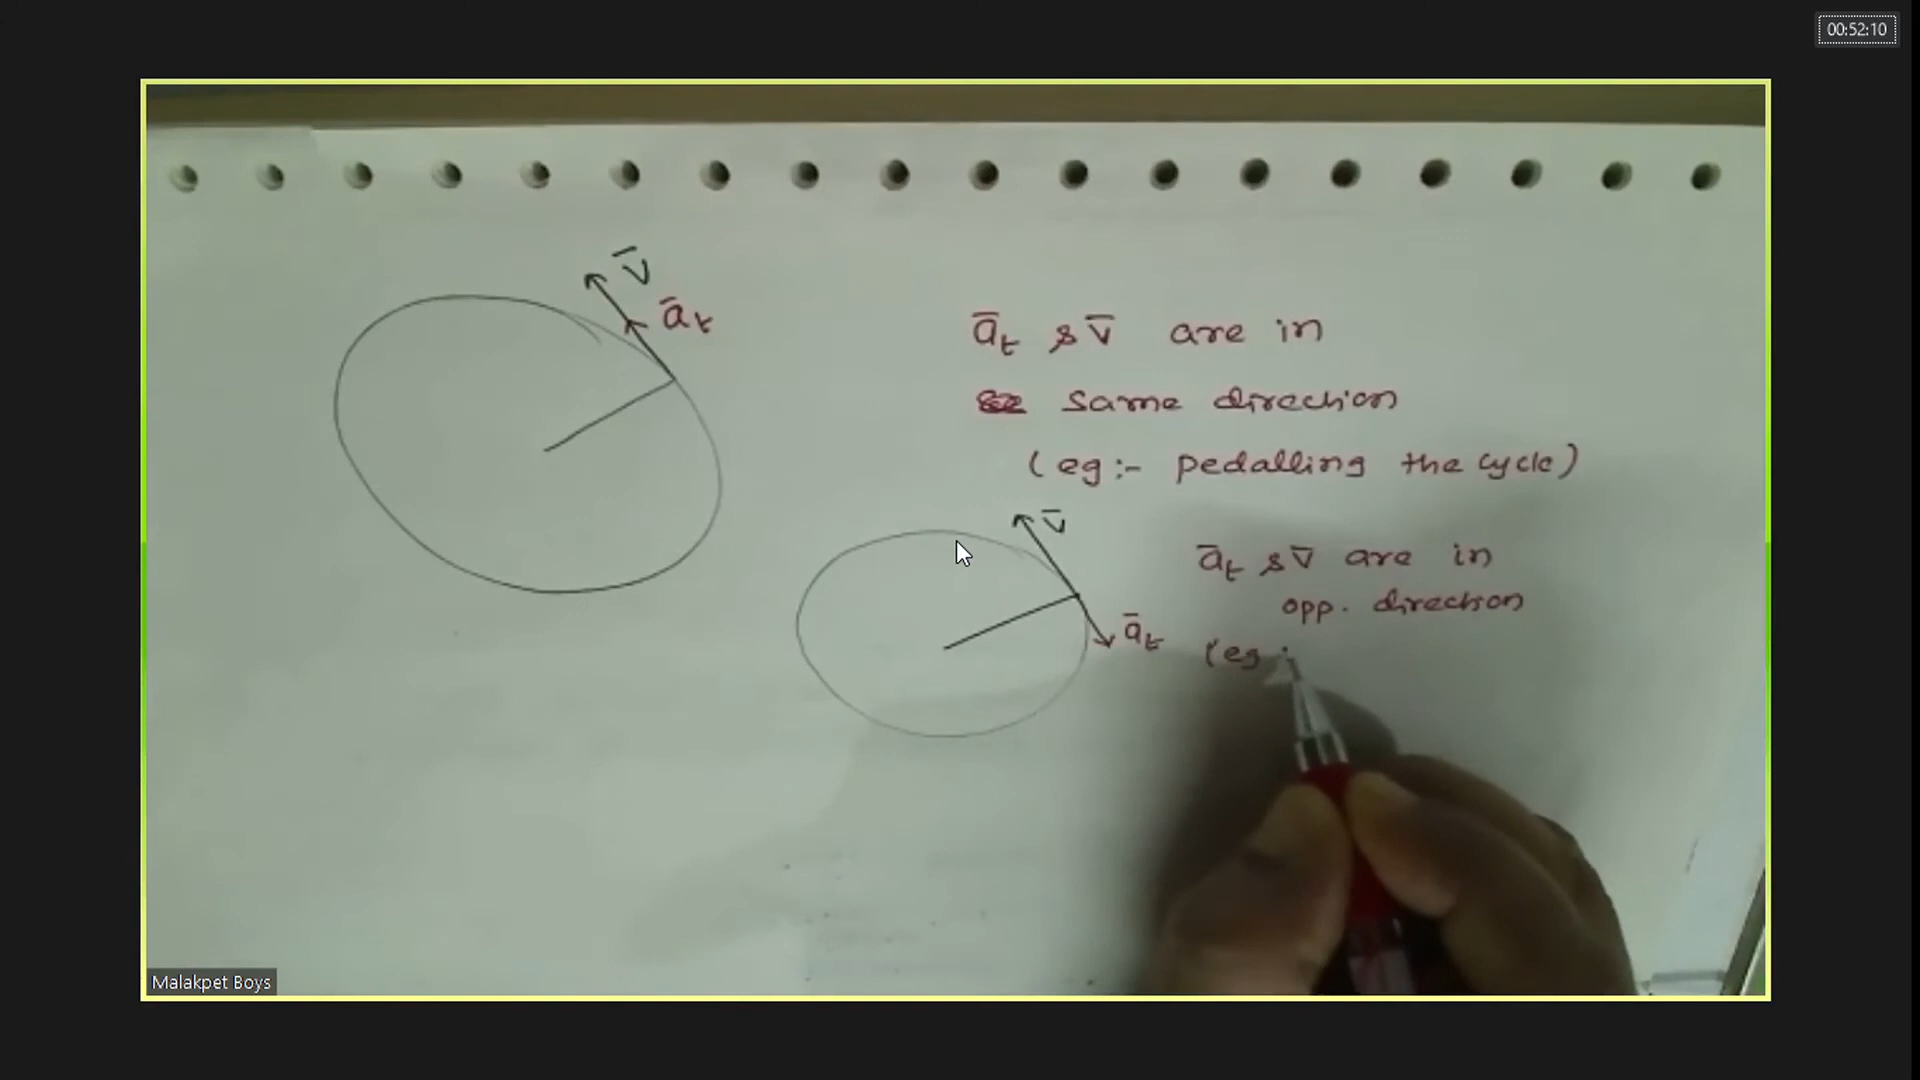 00:52:10
v̄
āt
āt & v̄ are in
same direction
(eg:- pedalling the cycle)
v̄
āt & v̄ are in
opp. direction
āt
(eg:
Malakpet Boys